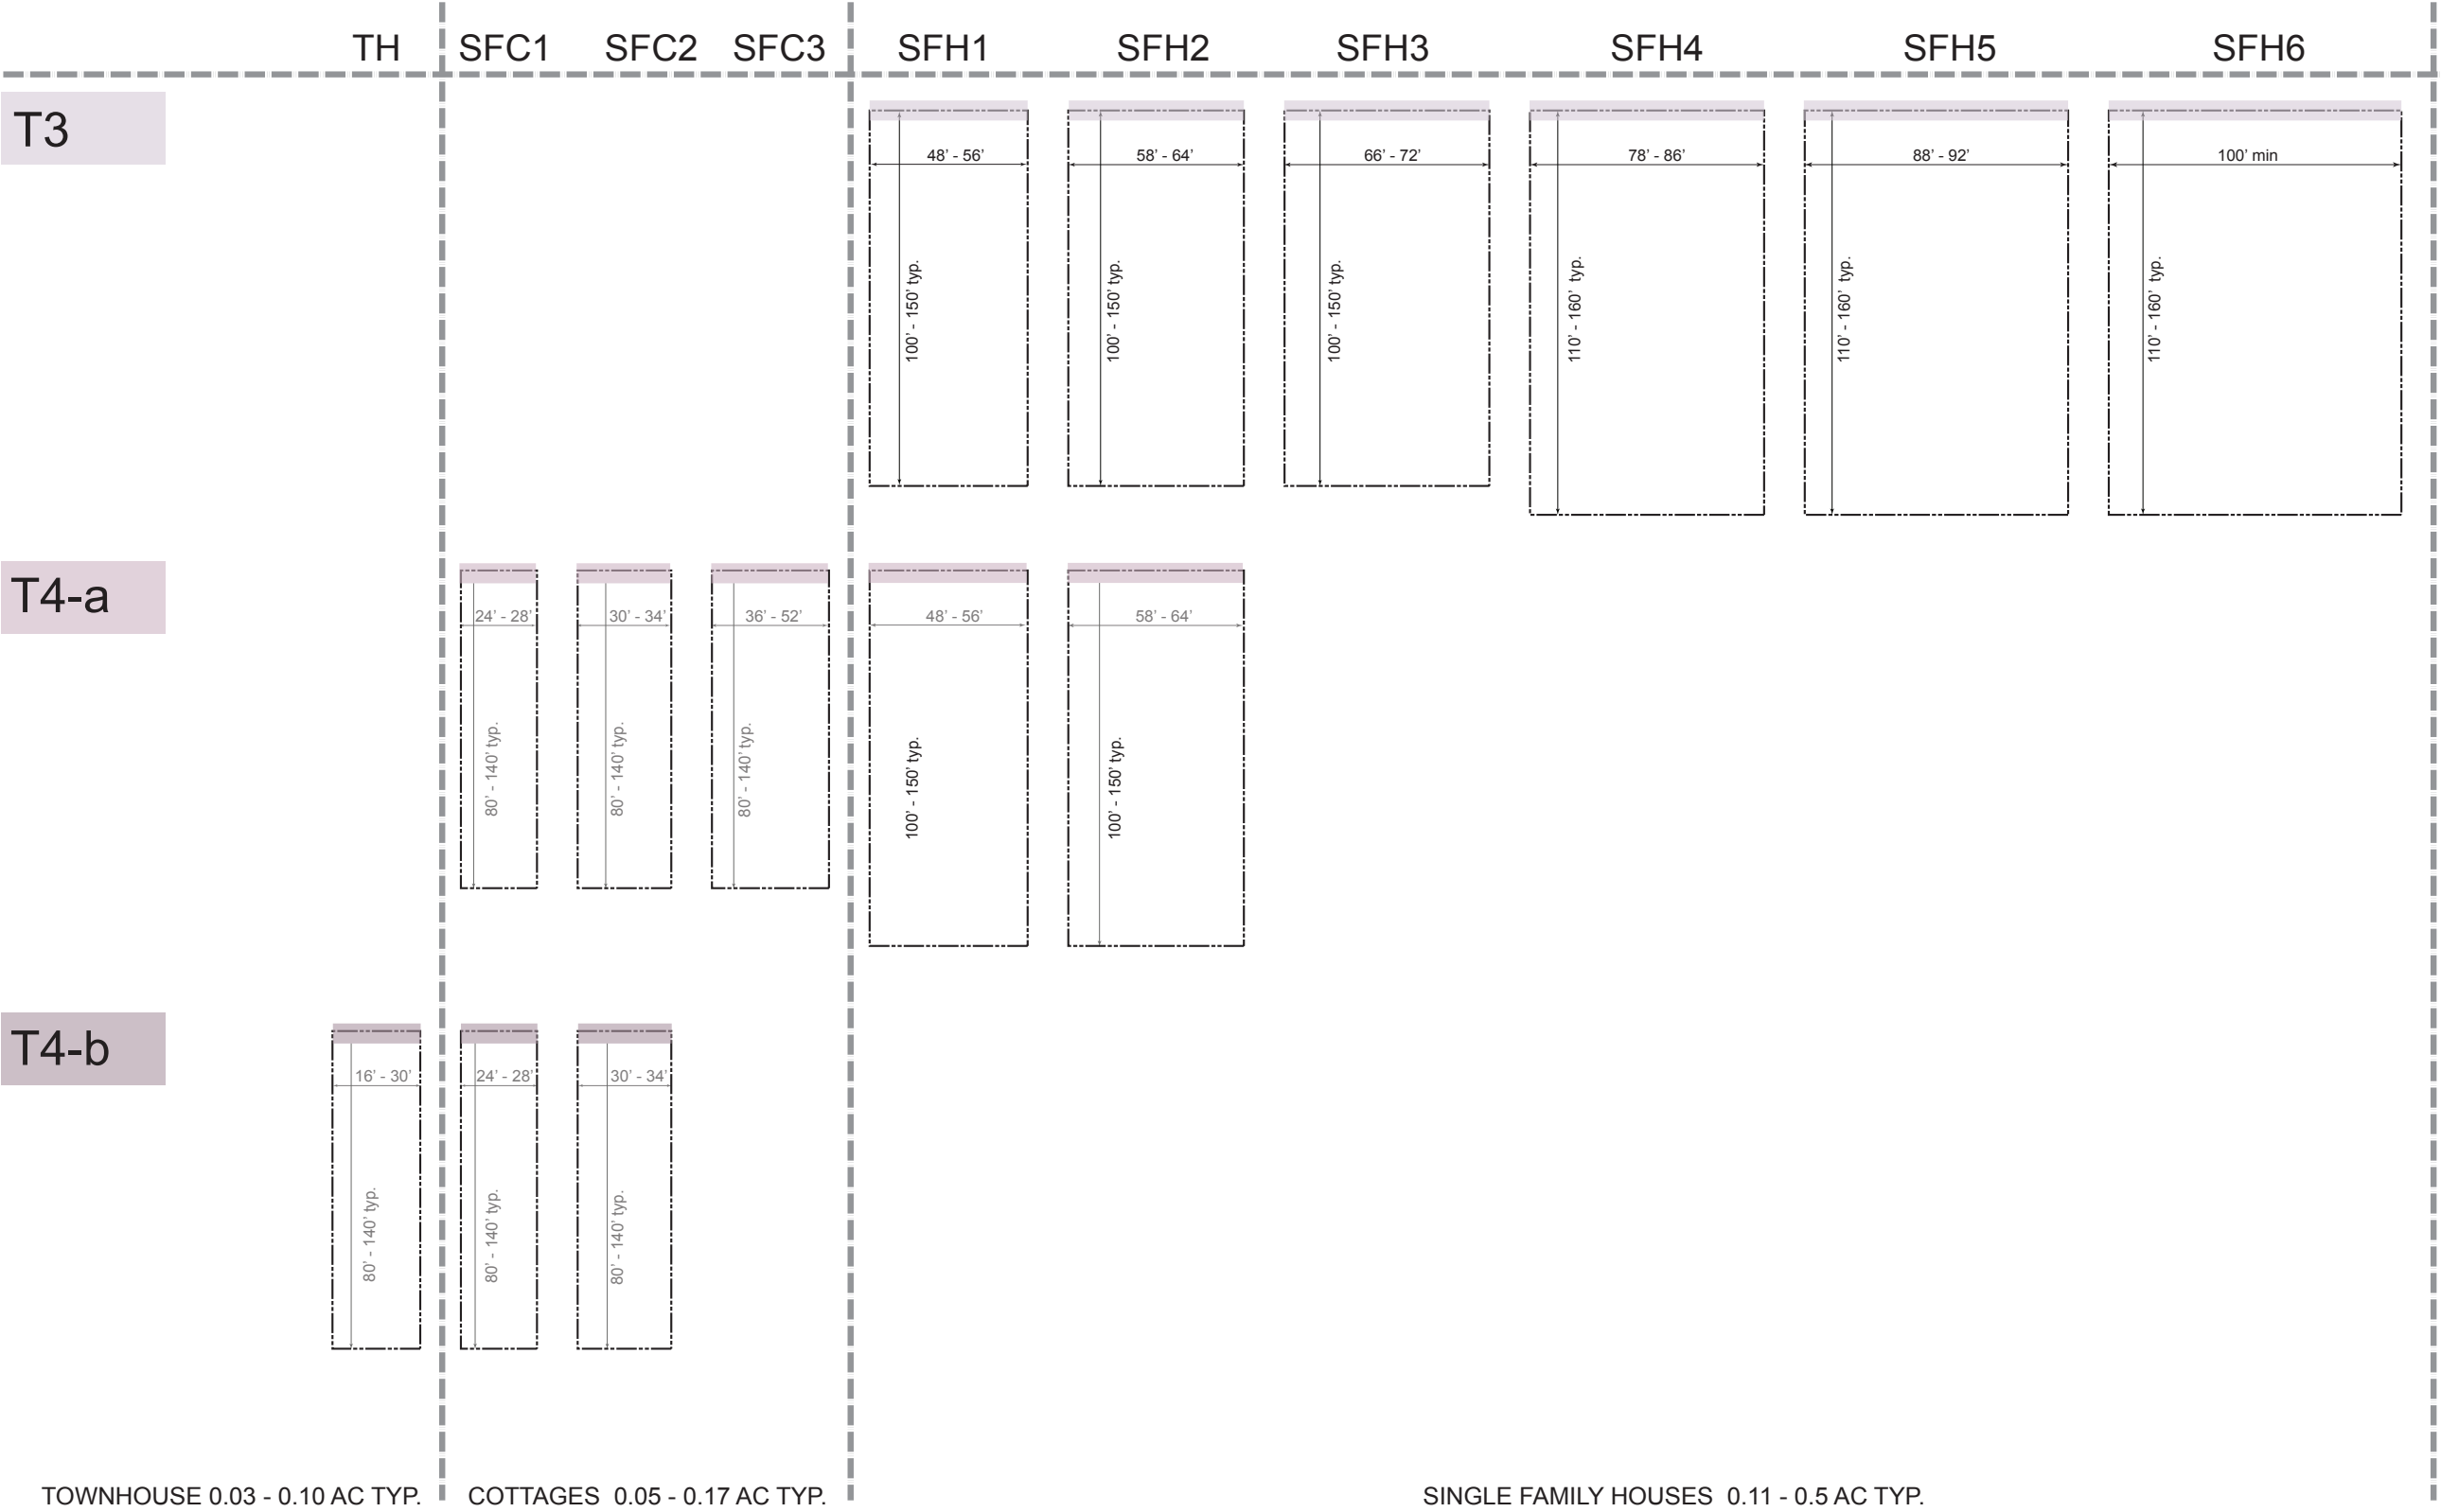 TH SFC1 SFC2 SFC3 SFH1 SFH2 SFH3 SFH4 SFH5 SFH6
T3
48’ - 56’ 58’ - 64’ 66’ - 72’ 78’ - 86’ 88’ - 92’ 100’ min
100’ - 150’ typ. 100’ - 150’ typ. 100’ - 150’ typ. 110’ - 160’ typ. 110’ - 160’ typ. 110’ - 160’ typ.
T4-a
24’ - 28’ 30’ - 34’ 36’ - 52’ 48’ - 56’ 58’ - 64’
80’ - 140’ typ. 80’ - 140’ typ. 80’ - 140’ typ. 100’ - 150’ typ. 100’ - 150’ typ.
T4-b
16’ - 30’ 24’ - 28’ 30’ - 34’
80’ - 140’ typ. 80’ - 140’ typ. 80’ - 140’ typ.
TOWNHOUSE 0.03 - 0.10 AC TYP. COTTAGES 0.05 - 0.17 AC TYP. SINGLE FAMILY HOUSES 0.11 - 0.5 AC TYP.